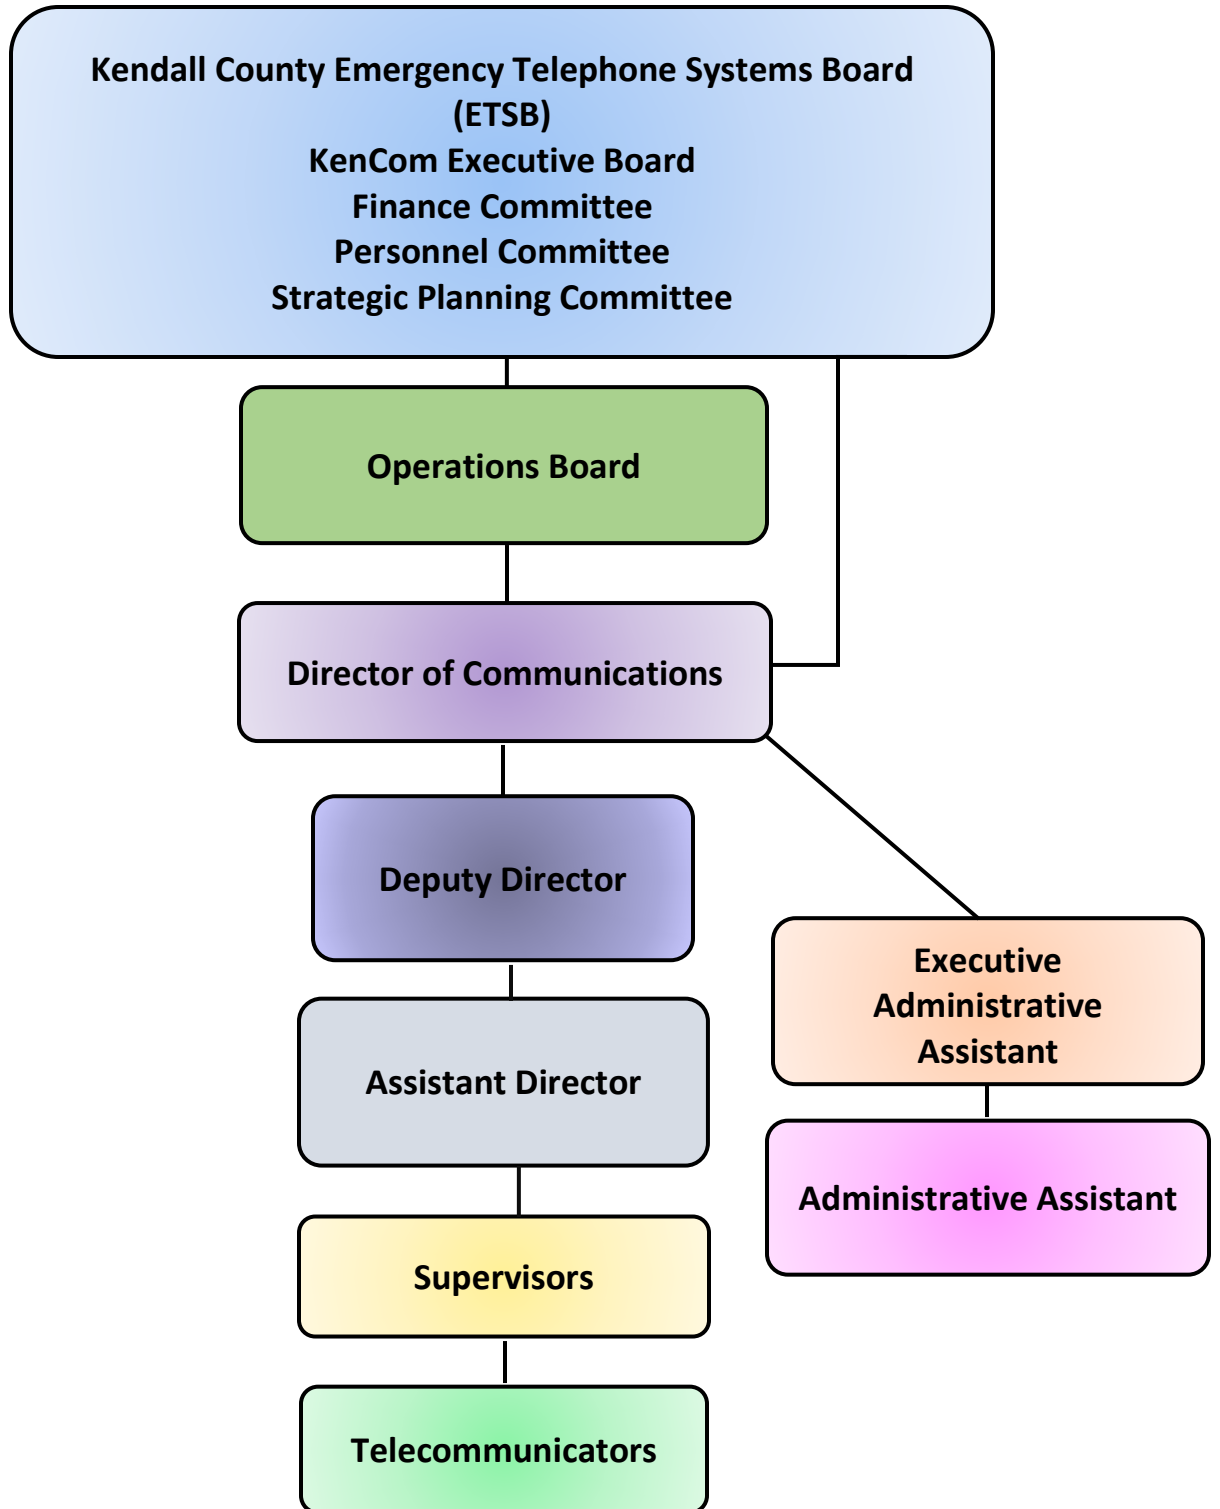 Kendall County Emergency Telephone Systems Board
(ETSB)
KenCom Executive Board
Finance Committee
Personnel Committee
Strategic Planning Committee
Operations Board
Director of Communications
Deputy Director
Executive
Administrative
Assistant
Assistant Director
Administrative Assistant
Supervisors
Telecommunicators